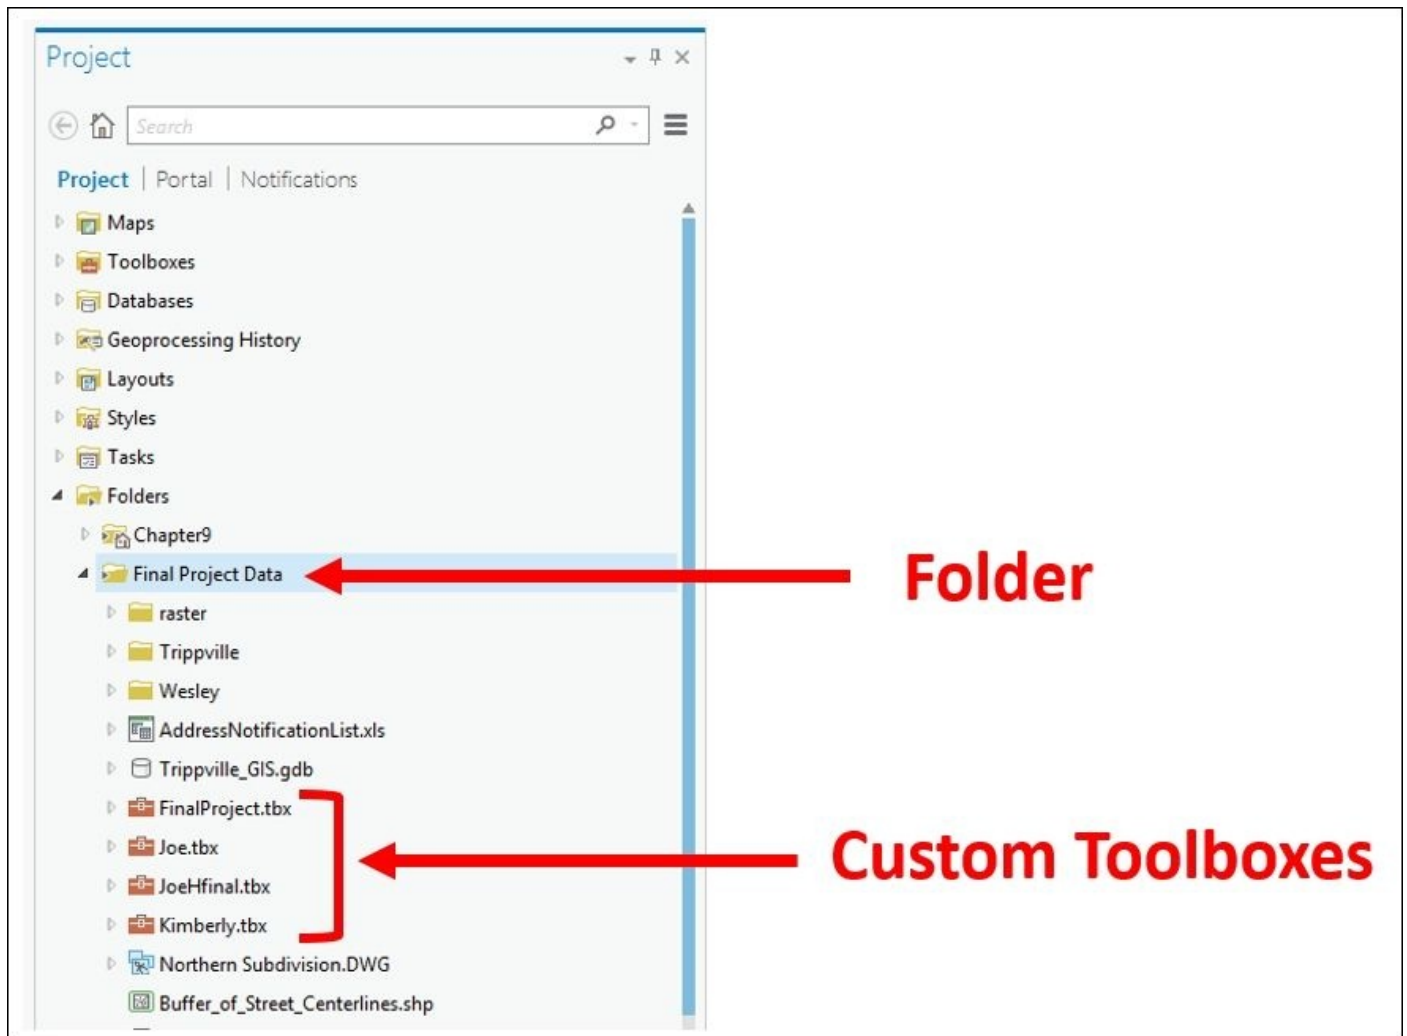 Project
Search
Project | Portal | Notifications
Maps
Toolboxes
Databases
Geoprocessing History
Layouts
Styles
Tasks
Folders
Chapter9
Final Project Data
Folder
raster
Trippville
Wesley
AddressNotificationList.xls
Trippville_GIS.gdb
FinalProject.tbx
Joe.tbx
Custom Toolboxes
JoeHfinal.tbx
Kimberly.tbx
Northern Subdivision.DWG
Buffer_of_Street_Centerlines.shp